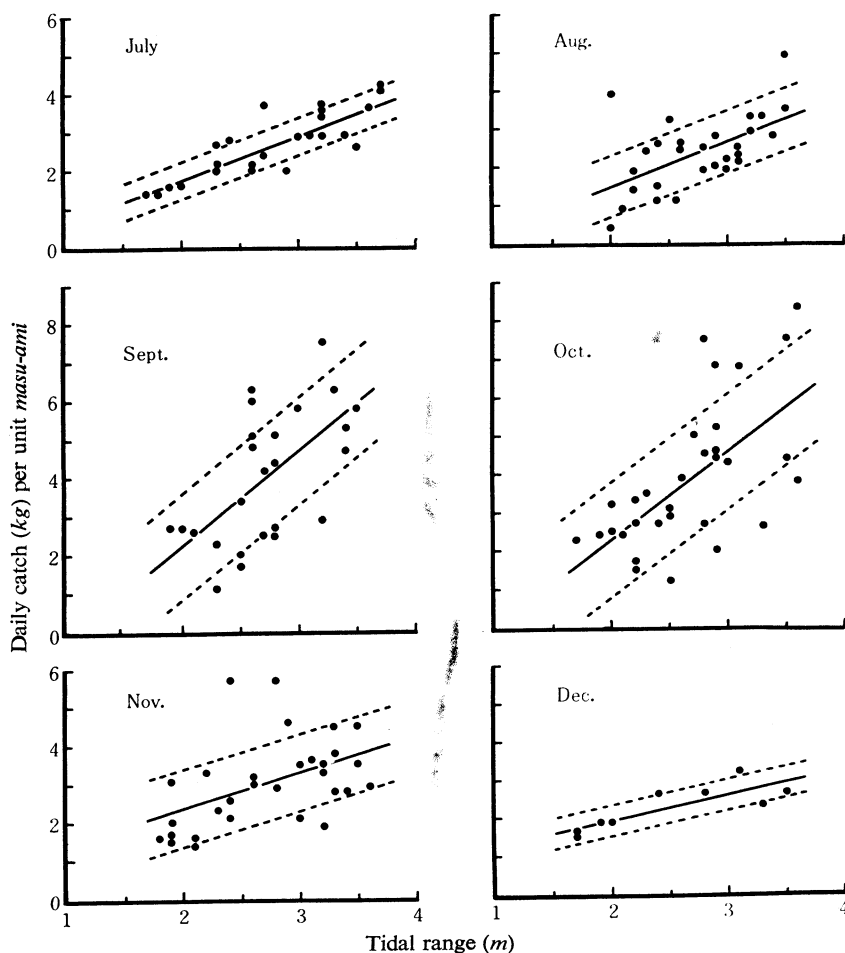 6
4
2
0
July
Aug.
8
6
4
2
0
Sept.
Oct.
6
4
2
0
Nov.
Dec.
1 2 3 4
1 2 3 4
Daily catch (kg) per unit masu-ami
Tidal range (m)